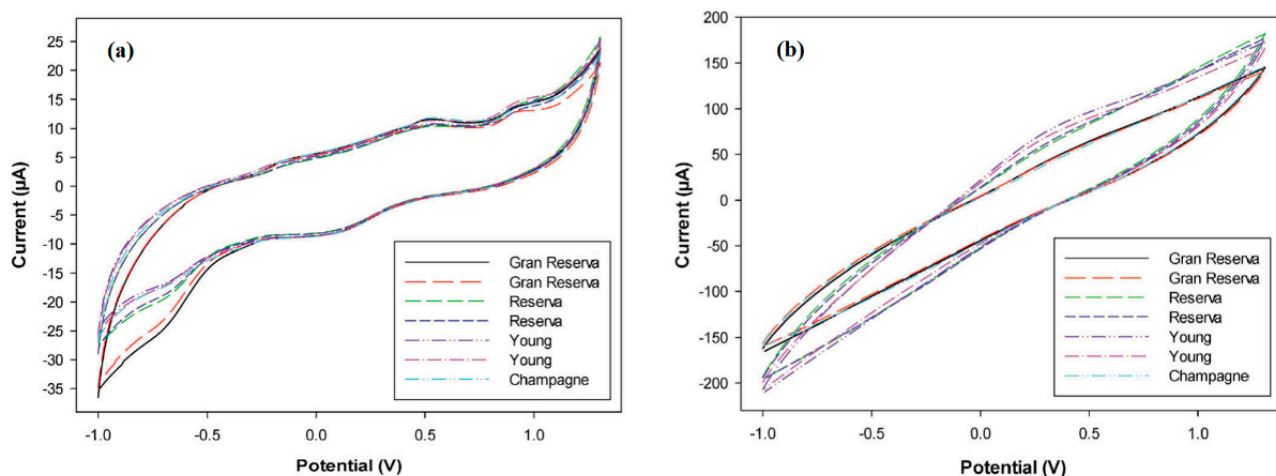 (a)
25
20
15
10
5
0
-5
-10
-15
-20
-25
-30
-35
Current (µA)
Gran Reserva
Gran Reserva
Reserva
Reserva
Young
Young
Champagne
-1.0 -0.5 0.0 0.5 1.0
Potential (V)
(b)
200
150
100
50
0
-50
-100
-150
-200
Current (µA)
Gran Reserva
Gran Reserva
Reserva
Reserva
Young
Young
Champagne
-1.0 -0.5 0.0 0.5 1.0
Potential (V)